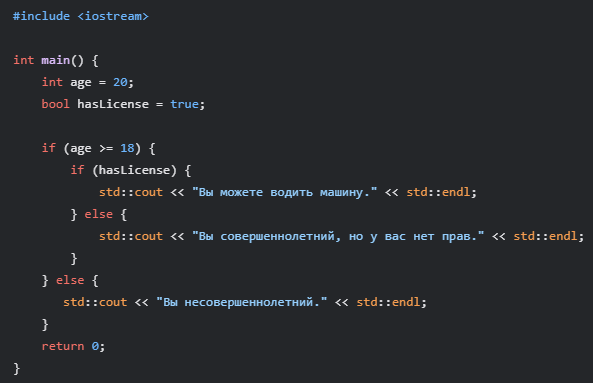 #include <iostream>

int main() {
    int age = 20;
    bool hasLicense = true;

    if (age >= 18) {
        if (hasLicense) {
            std::cout << "Вы можете водить машину." << std::endl;
        } else {
            std::cout << "Вы совершеннолетний, но у вас нет прав." << std::endl;
        }
    } else {
       std::cout << "Вы несовершеннолетний." << std::endl;
    }
    return 0;
}